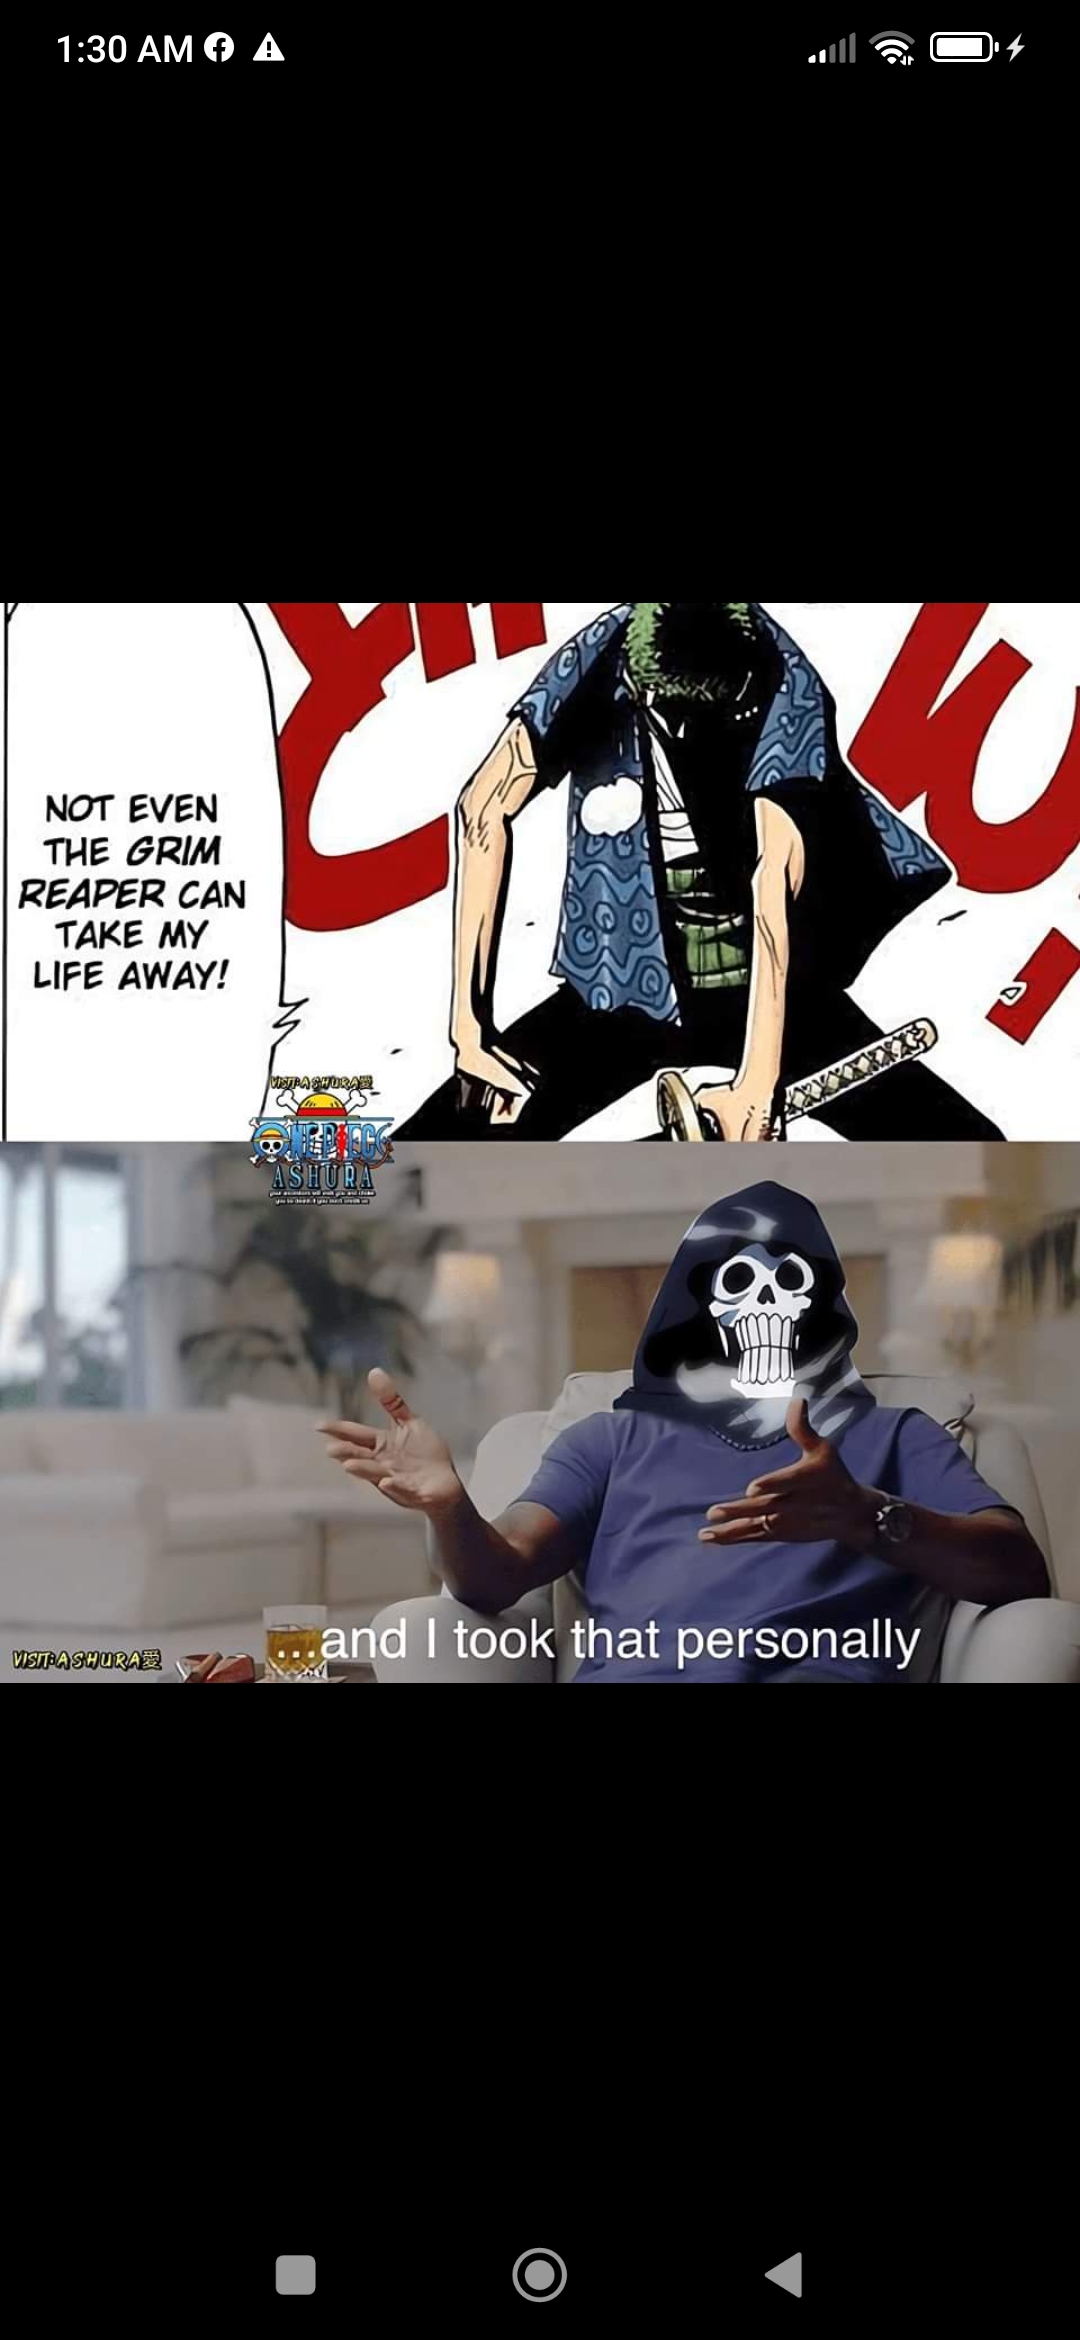 1:30 AM
NOT EVEN
THE GRIM
REAPER CAN
TAKE MY
LIFE AWAY!
VISIT:ASHURA愛
ONE PIECE
ASHURA
...and I took that personally
VISIT:ASHURA愛